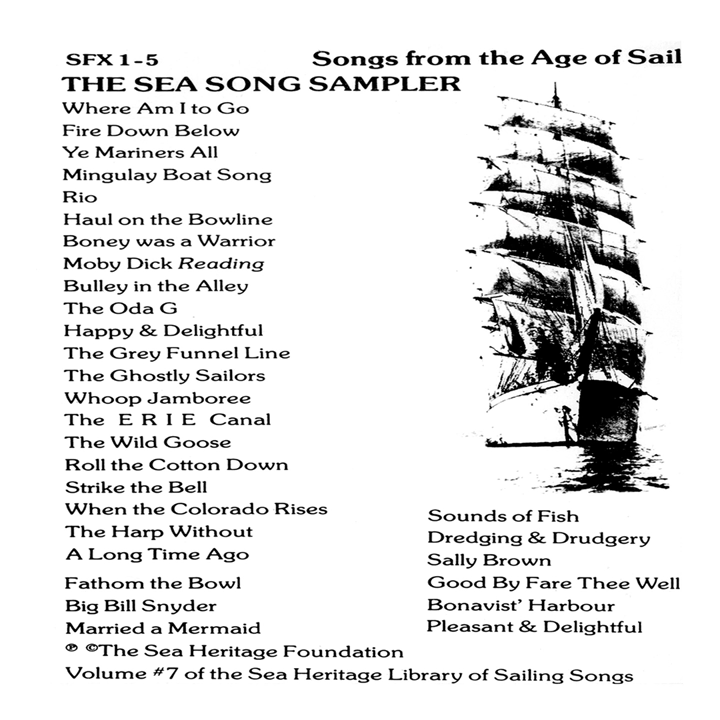 SFX 1-5
Songs from the Age of Sail
THE SEA SONG SAMPLER
Where Am I to Go
Fire Down Below
Ye Mariners All
Mingulay Boat Song
Rio
Haul on the Bowline
Boney was a Warrior
Moby Dick Reading
Bulley in the Alley
The Oda G
Happy & Delightful
The Grey Funnel Line
The Ghostly Sailors
Whoop Jamboree
The E R I E Canal
The Wild Goose
Roll the Cotton Down
Strike the Bell
When the Colorado Rises
The Harp Without
A Long Time Ago
Fathom the Bowl
Big Bill Snyder
Married a Mermaid
Sounds of Fish
Dredging & Drudgery
Sally Brown
Good By Fare Thee Well
Bonavist' Harbour
Pleasant & Delightful
℗ ©The Sea Heritage Foundation
Volume #7 of the Sea Heritage Library of Sailing Songs